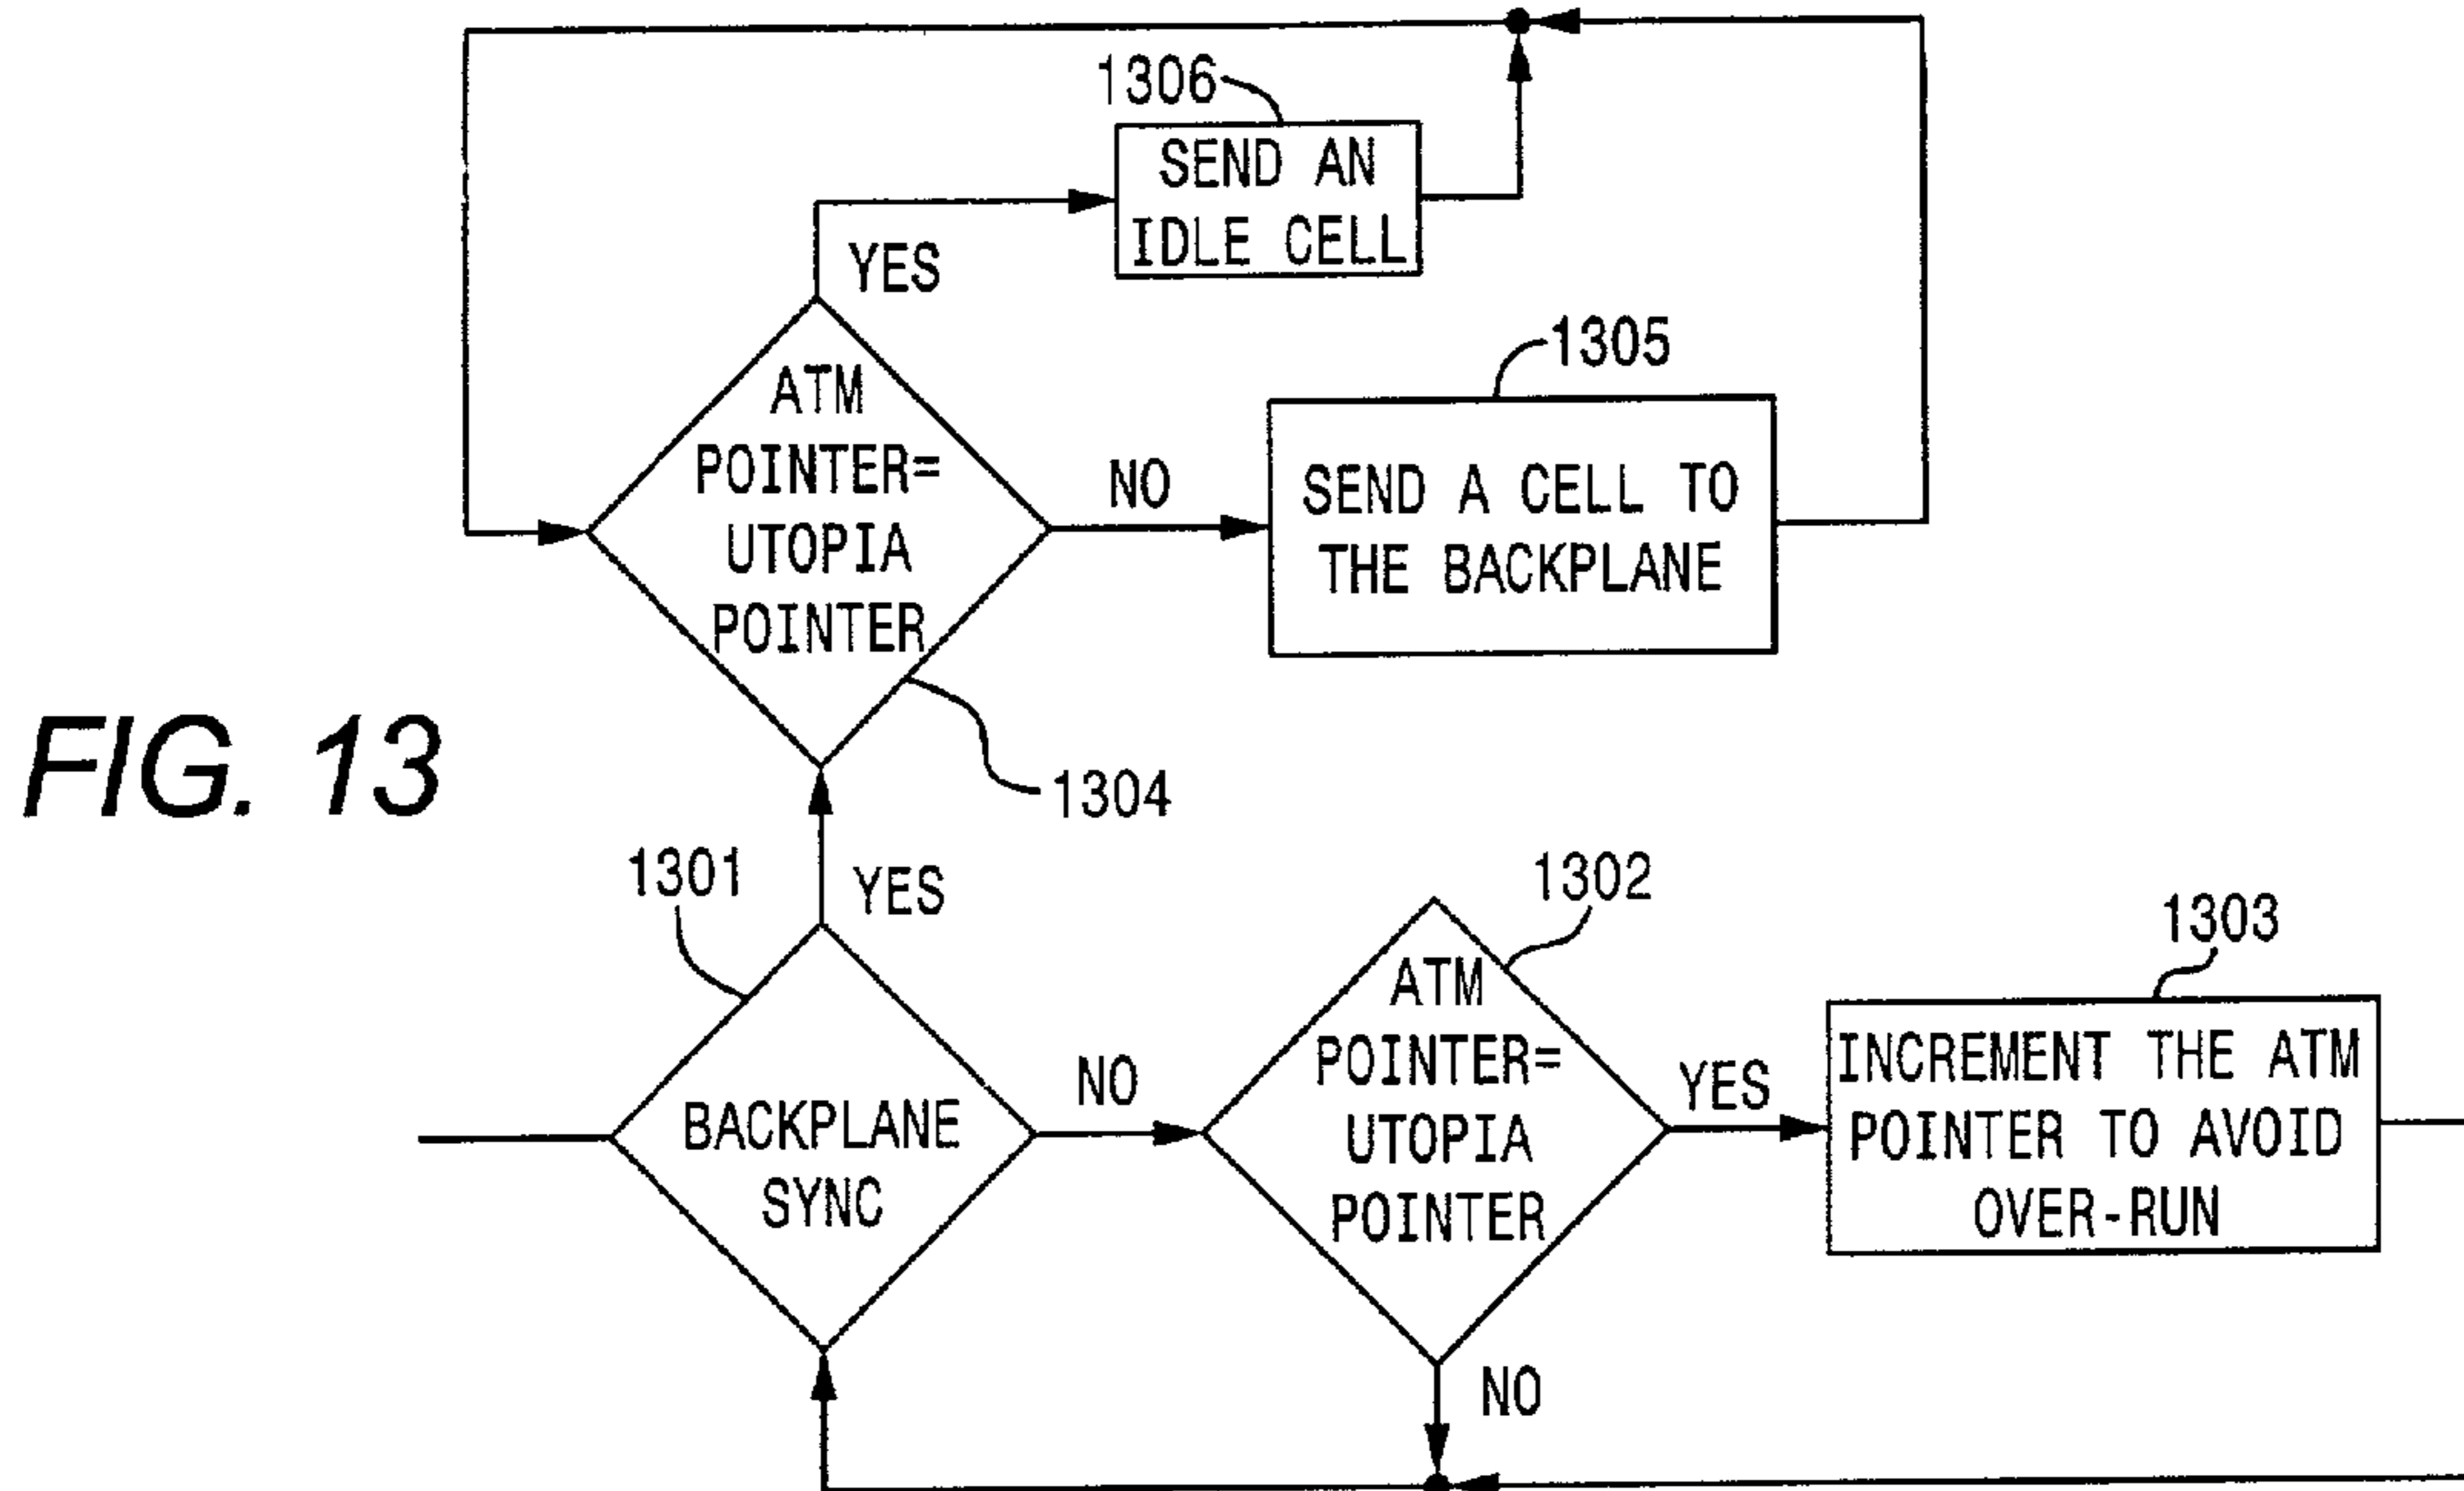 1306
SEND AN
IDLE CELL
YES
1305
ATM
POINTER=
UTOPIA
POINTER
NO
SEND A CELL TO
THE BACKPLANE
FIG. 13
1304
1301
YES
1302
1303
BACKPLANE
SYNC
NO
ATM
POINTER=
UTOPIA
POINTER
YES
INCREMENT THE ATM
POINTER TO AVOID
OVER-RUN
NO